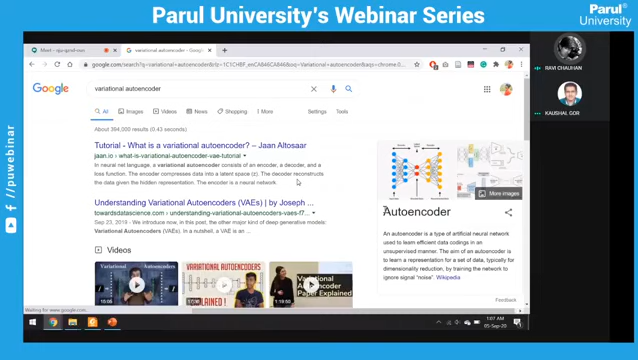 Parul University's Webinar Series
Parul®
University
/puwebinar
variational autoencoder - Google
Google
variational autoencoder
All
Images
Videos
News
Shopping
More
Settings
Tools
About 394,000 results (0.43 seconds)
Tutorial - What is a variational autoencoder? – Jaan Altosaar
jaan.io › what-is-variational-autoencoder-vae-tutorial
In neural net language, a variational autoencoder consists of an encoder, a decoder, and a
loss function. The encoder compresses data into a latent space (z). The decoder reconstructs
the data given the hidden representation. The encoder is a neural network.
Understanding Variational Autoencoders (VAEs) | by Joseph ...
towardsdatascience.com › understanding-variational-autoencoders-vaes-f7...
Sep 23, 2019 - We introduce now, in this post, the other major kind of deep generative models:
Variational Autoencoders (VAEs). In a nutshell, a VAE is an ...
Videos
Variational Autoencoders
15:05
VARIATIONAL
AUTOENCODERS
EXPLAINED!
Variational
Autoencoder
Paper Explained
1:19:50
More images
Autoencoder
An autoencoder is a type of artificial neural network
used to learn efficient data codings in an
unsupervised manner. The aim of an autoencoder is
to learn a representation for a set of data, typically for
dimensionality reduction, by training the network to
ignore signal “noise”. Wikipedia
Feedback
Waiting for www.google.com...
RAVI CHAUHAN
KAUSHAL GOR
1:07 AM
05-Sep-20